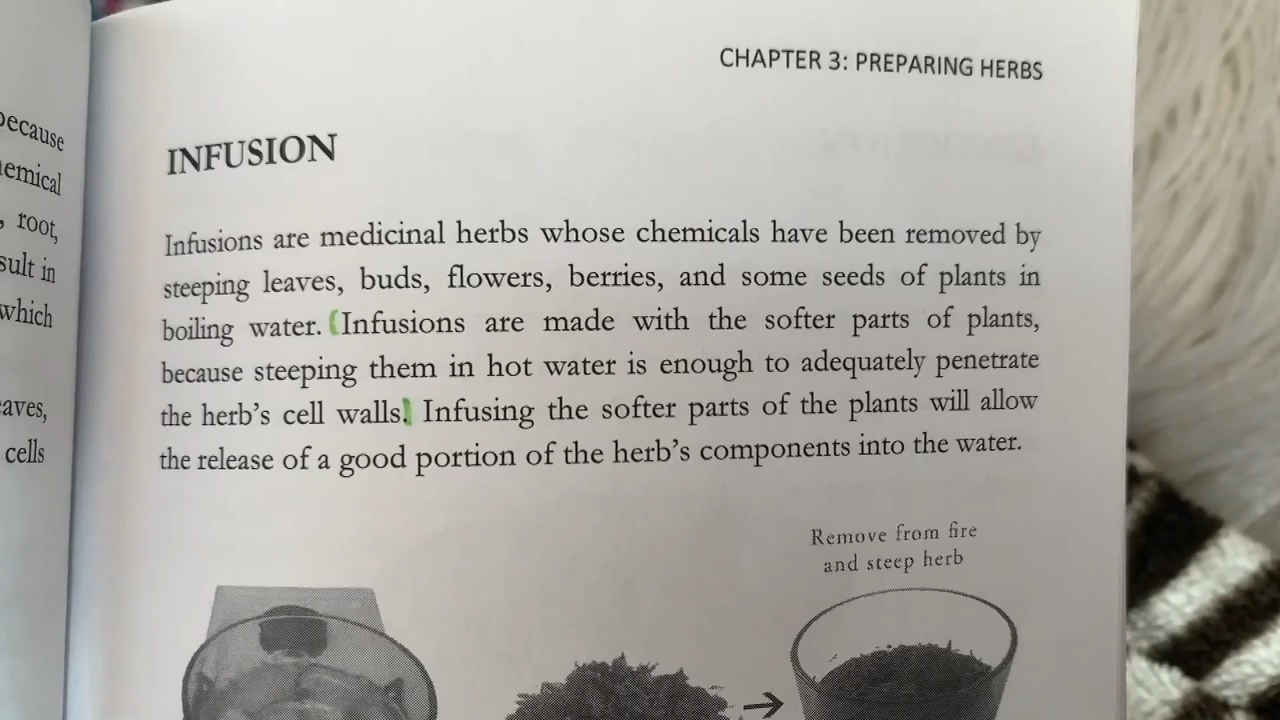 because
hemical
, root,
sult in
which
aves,
cells
CHAPTER 3: PREPARING HERBS
INFUSION
Infusions are medicinal herbs whose chemicals have been removed by
steeping leaves, buds, flowers, berries, and some seeds of plants in
boiling water. (Infusions are made with the softer parts of plants,
because steeping them in hot water is enough to adequately penetrate
the herb's cell walls.) Infusing the softer parts of the plants will allow
the release of a good portion of the herb's components into the water.
Remove from fire
and steep herb